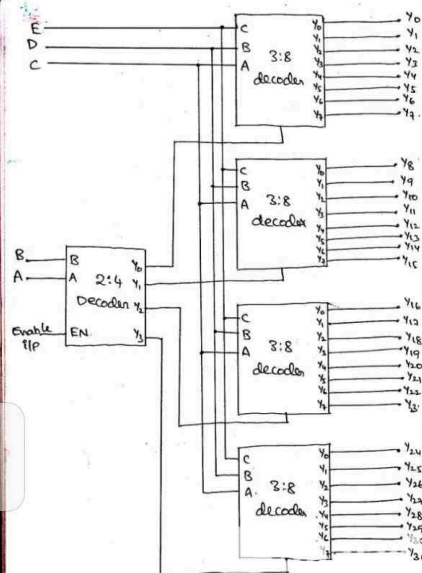 E
D
C
C
B
A
3:8
decoder
Y0
Y1
Y2
Y3
Y4
Y5
Y6
Y7
Y0
Y1
Y2
Y3
Y4
Y5
Y6
Y7
C
B
A
3:8
decoder
Y0
Y1
Y2
Y3
Y4
Y5
Y6
Y7
Y8
Y9
Y10
Y11
Y12
Y13
Y14
Y15
B
A
Enable
I/P
B
A
EN.
2:4
Decoder
Y0
Y1
Y2
Y3
C
B
A
3:8
decoder
Y0
Y1
Y2
Y3
Y4
Y5
Y6
Y7
Y16
Y17
Y18
Y19
Y20
Y21
Y22
C
B
A.
3:8
decoder
Y0
Y1
Y2
Y3
Y4
Y5
Y6
Y7
Y24
Y25
Y26
Y27
Y28
Y29
Y30